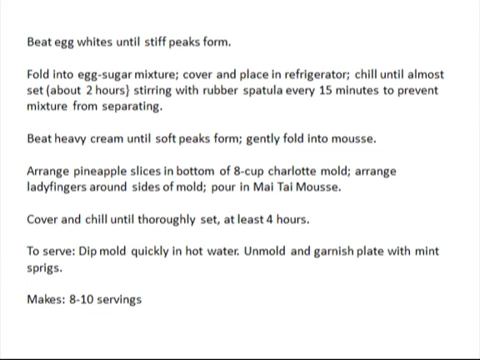 Beat egg whites until stiff peaks form.
Fold into egg-sugar mixture; cover and place in refrigerator; chill until almost
set (about 2 hours} stirring with rubber spatula every 15 minutes to prevent
mixture from separating.
Beat heavy cream until soft peaks form; gently fold into mousse.
Arrange pineapple slices in bottom of 8-cup charlotte mold; arrange
ladyfingers around sides of mold; pour in Mai Tai Mousse.
Cover and chill until thoroughly set, at least 4 hours.
To serve: Dip mold quickly in hot water. Unmold and garnish plate with mint
sprigs.
Makes: 8-10 servings